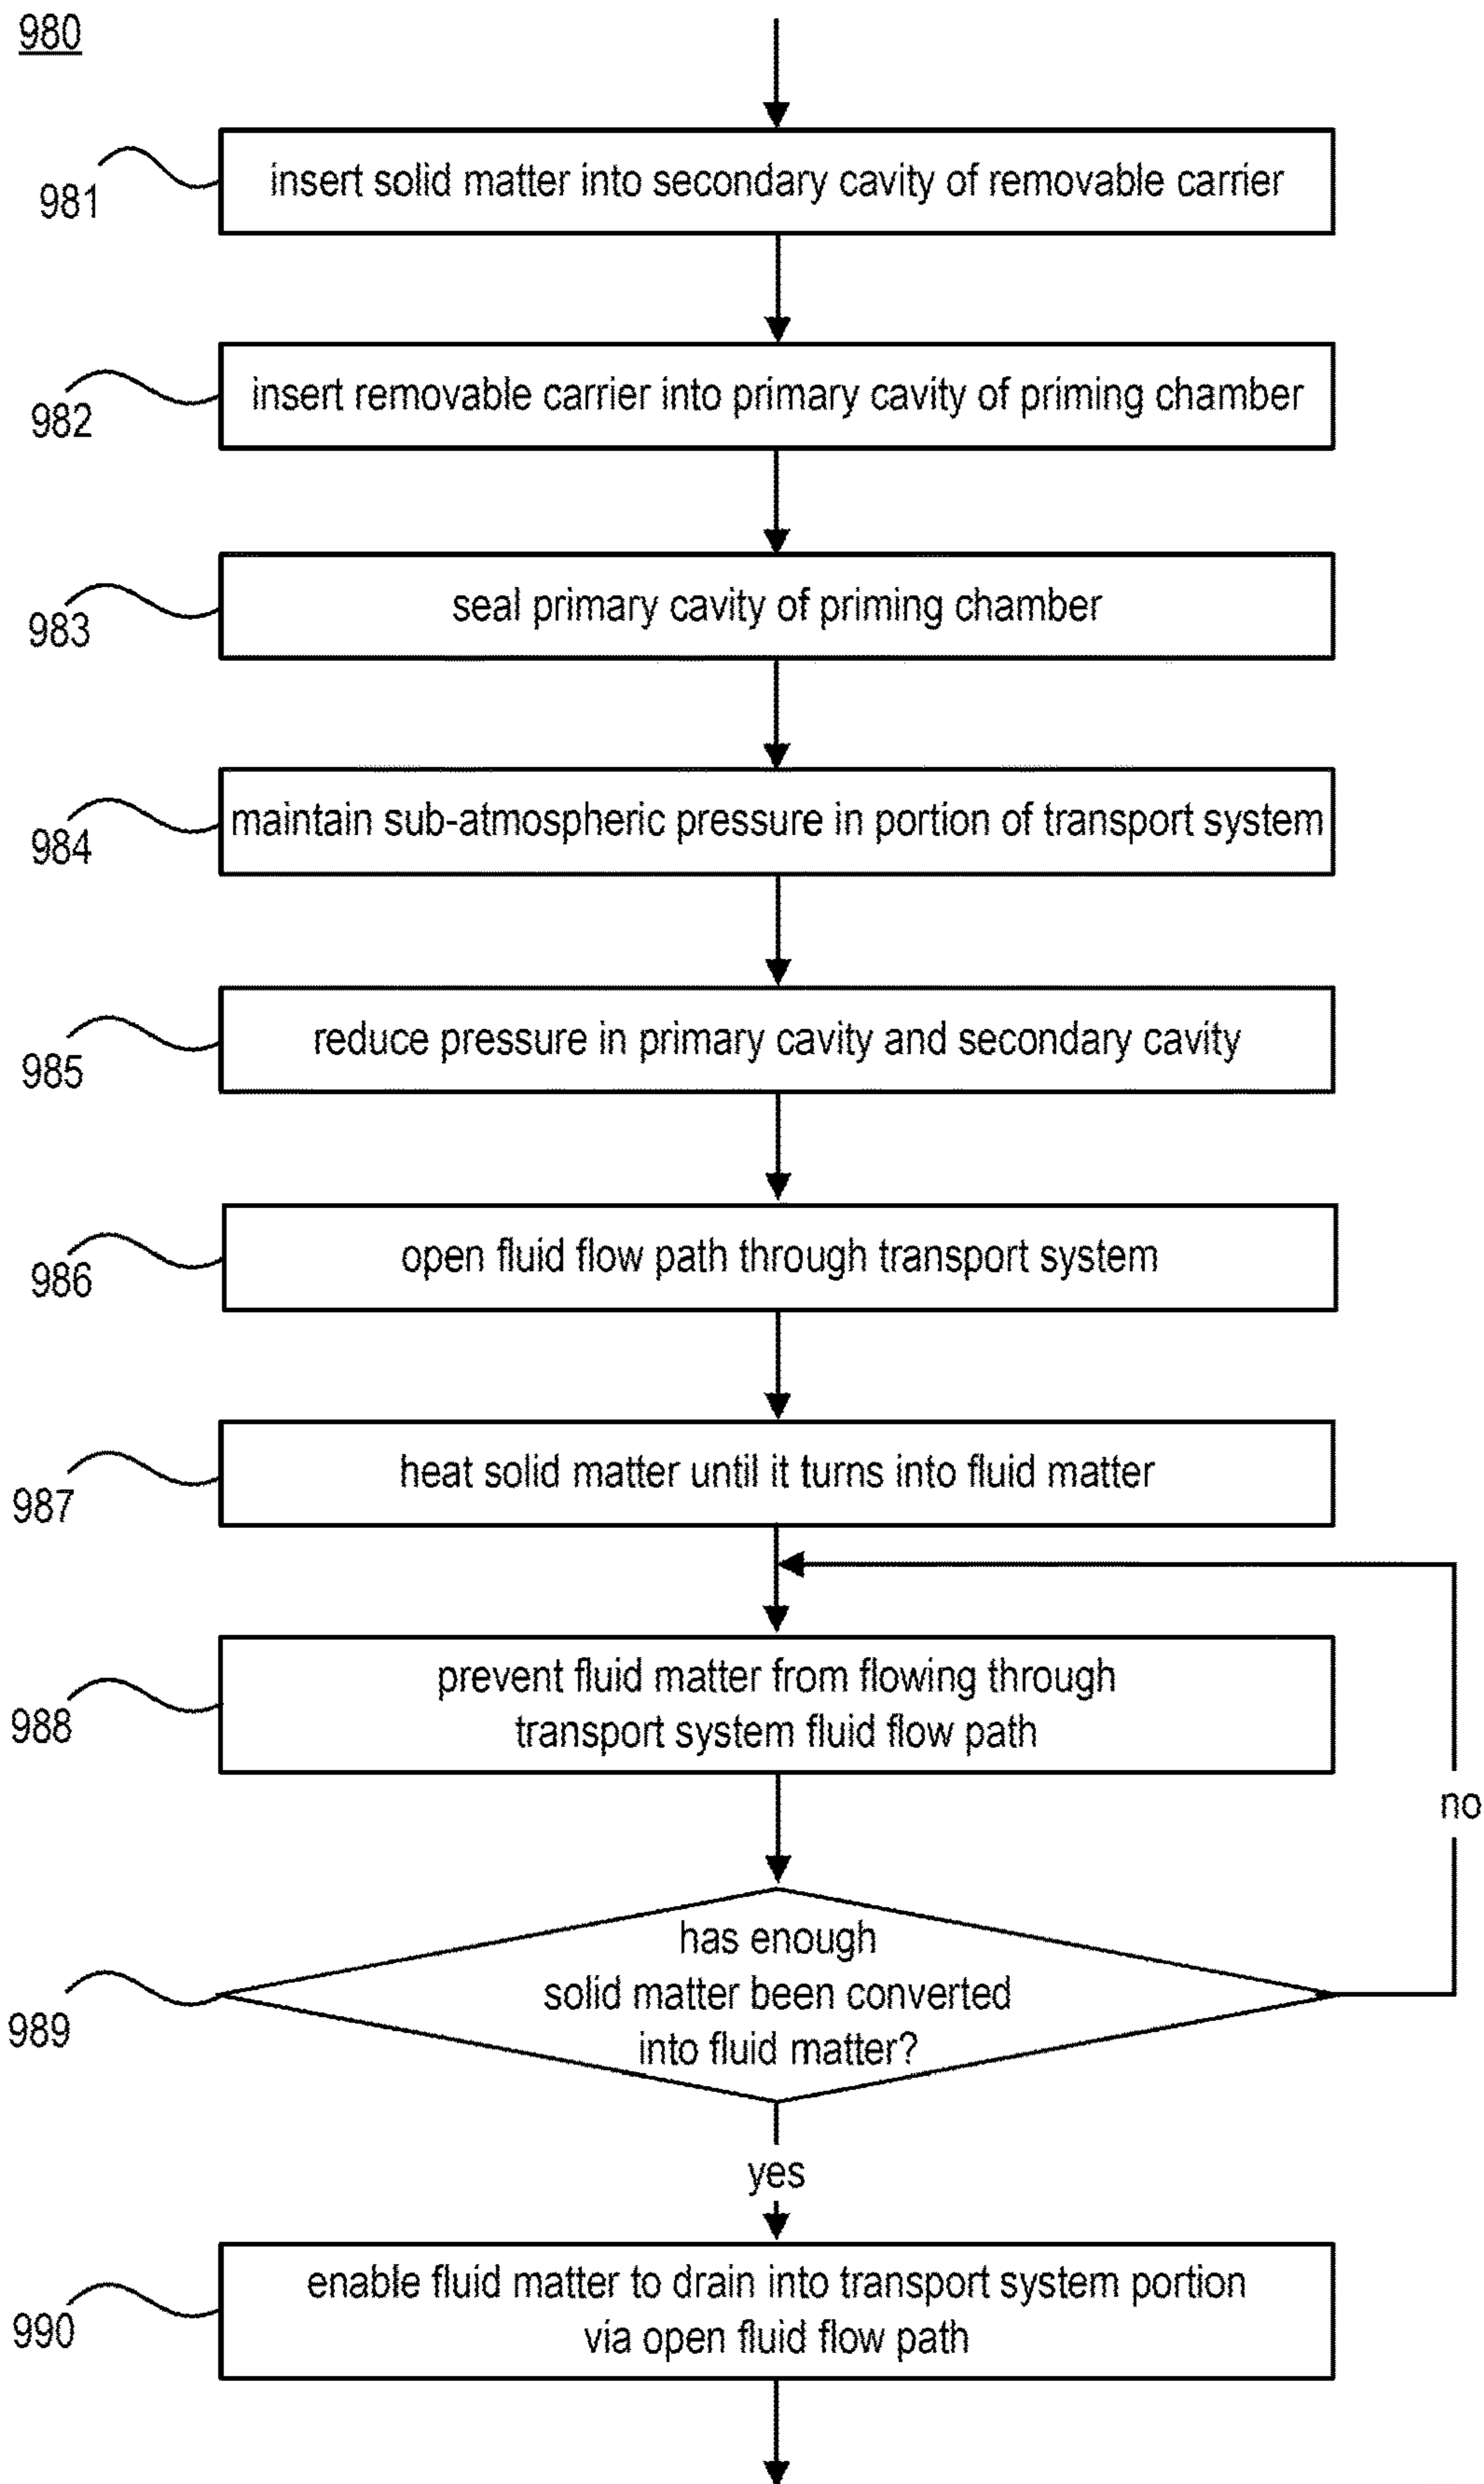 980
981
insert solid matter into secondary cavity of removable carrier
982
insert removable carrier into primary cavity of priming chamber
983
seal primary cavity of priming chamber
984
maintain sub-atmospheric pressure in portion of transport system
985
reduce pressure in primary cavity and secondary cavity
986
open fluid flow path through transport system
987
heat solid matter until it turns into fluid matter
988
prevent fluid matter from flowing through
transport system fluid flow path
no
989
has enough
solid matter been converted
into fluid matter?
yes
990
enable fluid matter to drain into transport system portion
via open fluid flow path